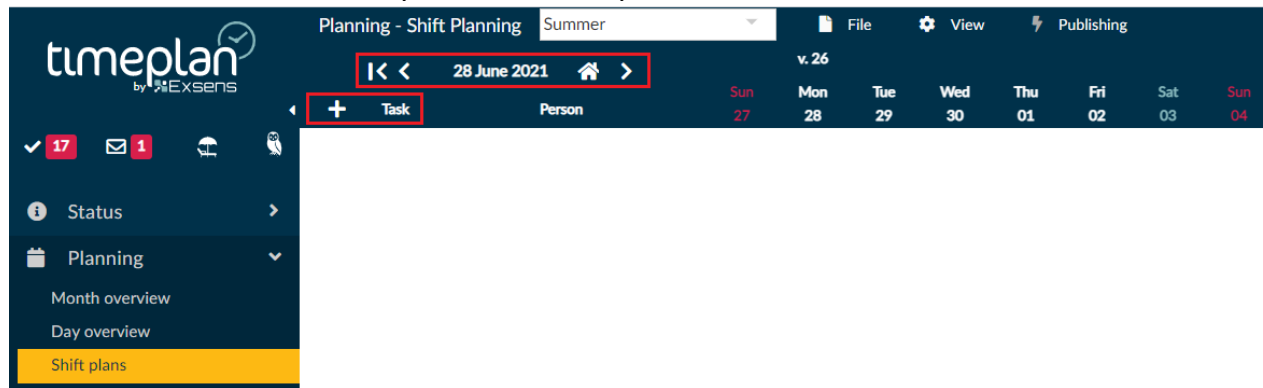 Planning - Shift Planning Summer File View Publishing
timeplan
by Exsens
28 June 2021
v. 26
Sun Mon Tue Wed Thu Fri Sat Sun
Task Person 27 28 29 30 01 02 03 04
17 1
Status
Planning
Month overview
Day overview
Shift plans